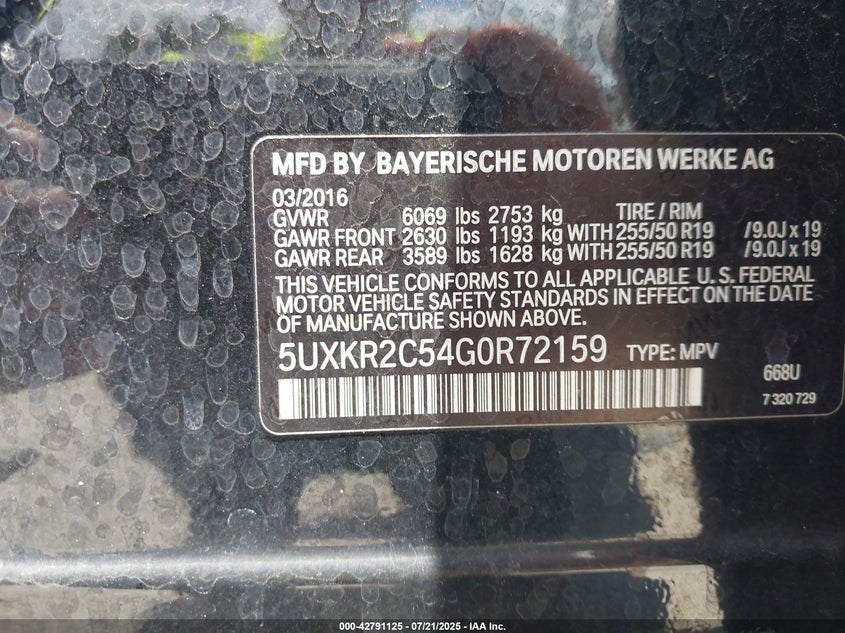 MFD BY BAYERISCHE MOTOREN WERKE AG
03/2016
GVWR 6069 lbs 2753 kg TIRE / RIM
GAWR FRONT 2630 lbs 1193 kg WITH 255/50 R19 /9.0J x 19
GAWR REAR 3589 lbs 1628 kg WITH 255/50 R19 /9.0J x 19
THIS VEHICLE CONFORMS TO ALL APPLICABLE U.S. FEDERAL
MOTOR VEHICLE SAFETY STANDARDS IN EFFECT ON THE DATE
OF MANUFACTURE SHOWN ABOVE.
5UXKR2C54G0R72159 TYPE: MPV
668U
7 320 729
000-42791125 - 07/21/2025 - IAA Inc.